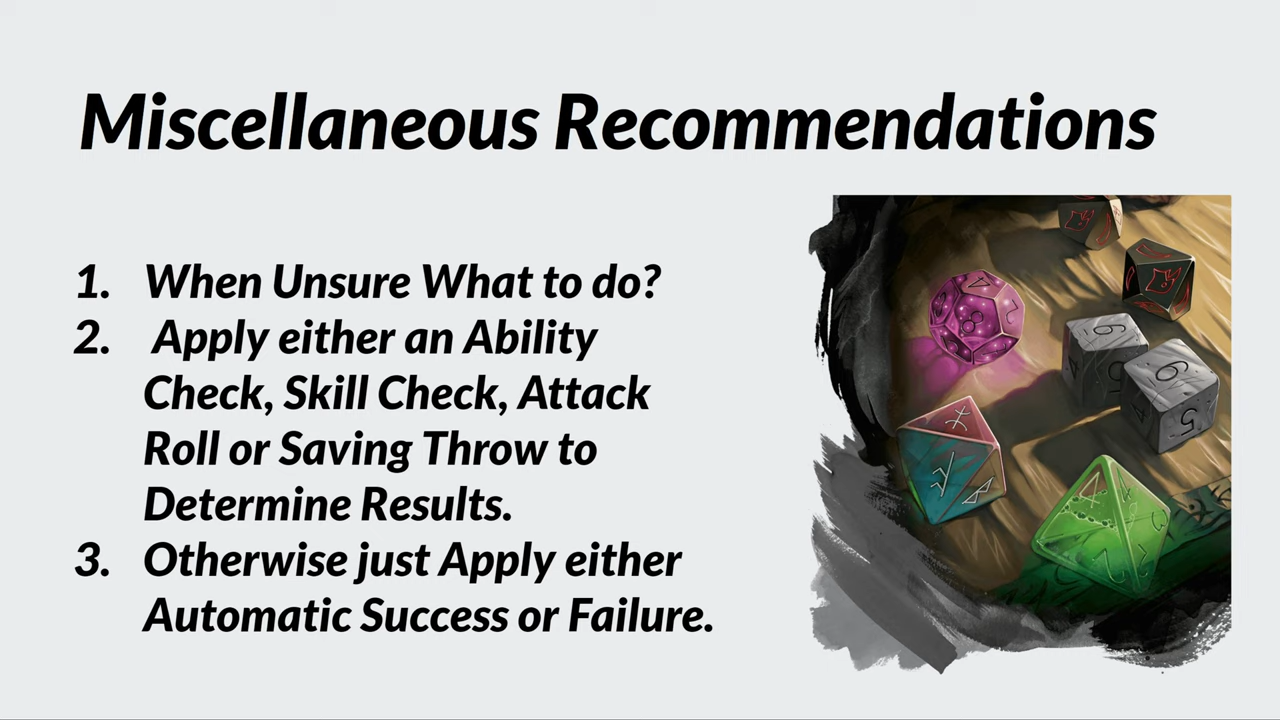 Miscellaneous Recommendations
1. When Unsure What to do?
2. Apply either an Ability
Check, Skill Check, Attack
Roll or Saving Throw to
Determine Results.
3. Otherwise just Apply either
Automatic Success or Failure.